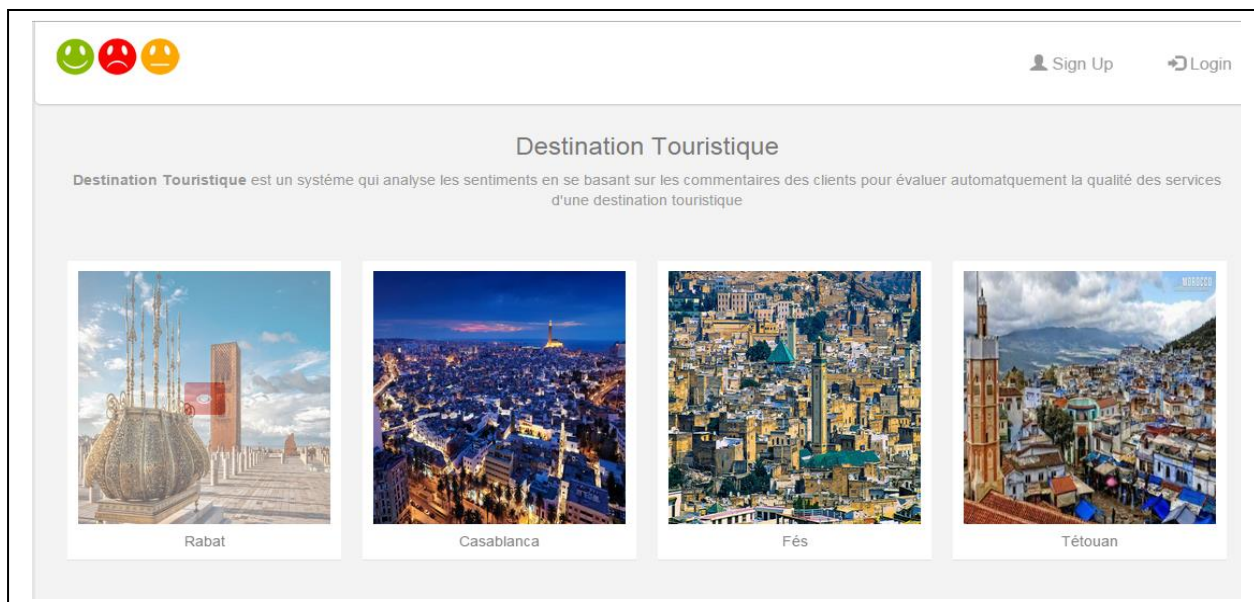 Sign Up
Login
Destination Touristique
Destination Touristique est un systéme qui analyse les sentiments en se basant sur les commentaires des clients pour évaluer automatquement la qualité des services
d'une destination touristique
MOROCCO
Rabat
Casablanca
Fés
Tétouan